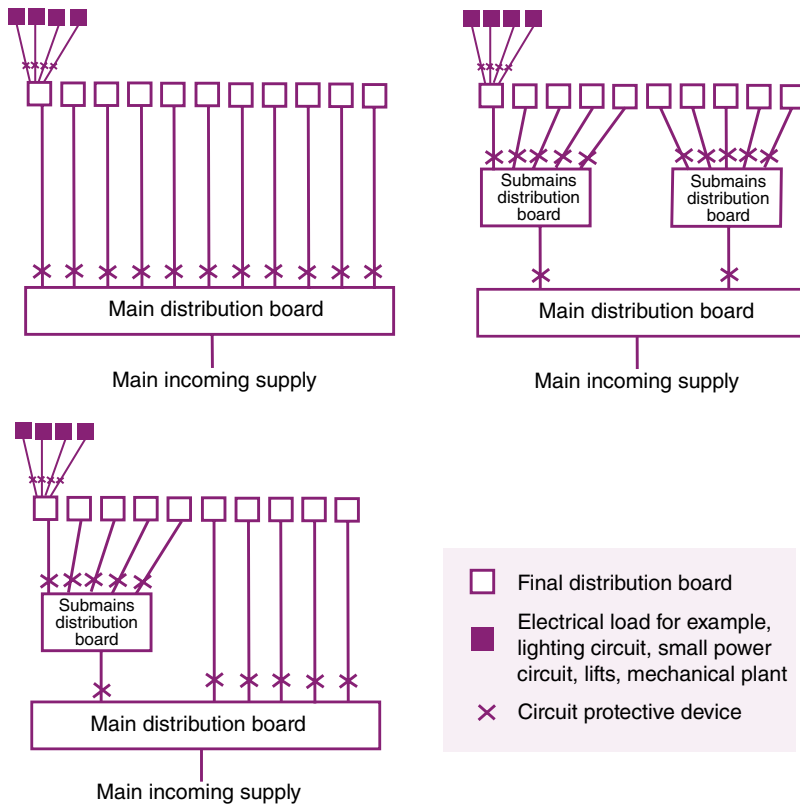 Main distribution board
Main incoming supply
Submains
distribution
board
Submains
distribution
board
Main distribution board
Main incoming supply
Submains
distribution
board
Main distribution board
Main incoming supply
Final distribution board
Electrical load for example,
lighting circuit, small power
circuit, lifts, mechanical plant
Circuit protective device